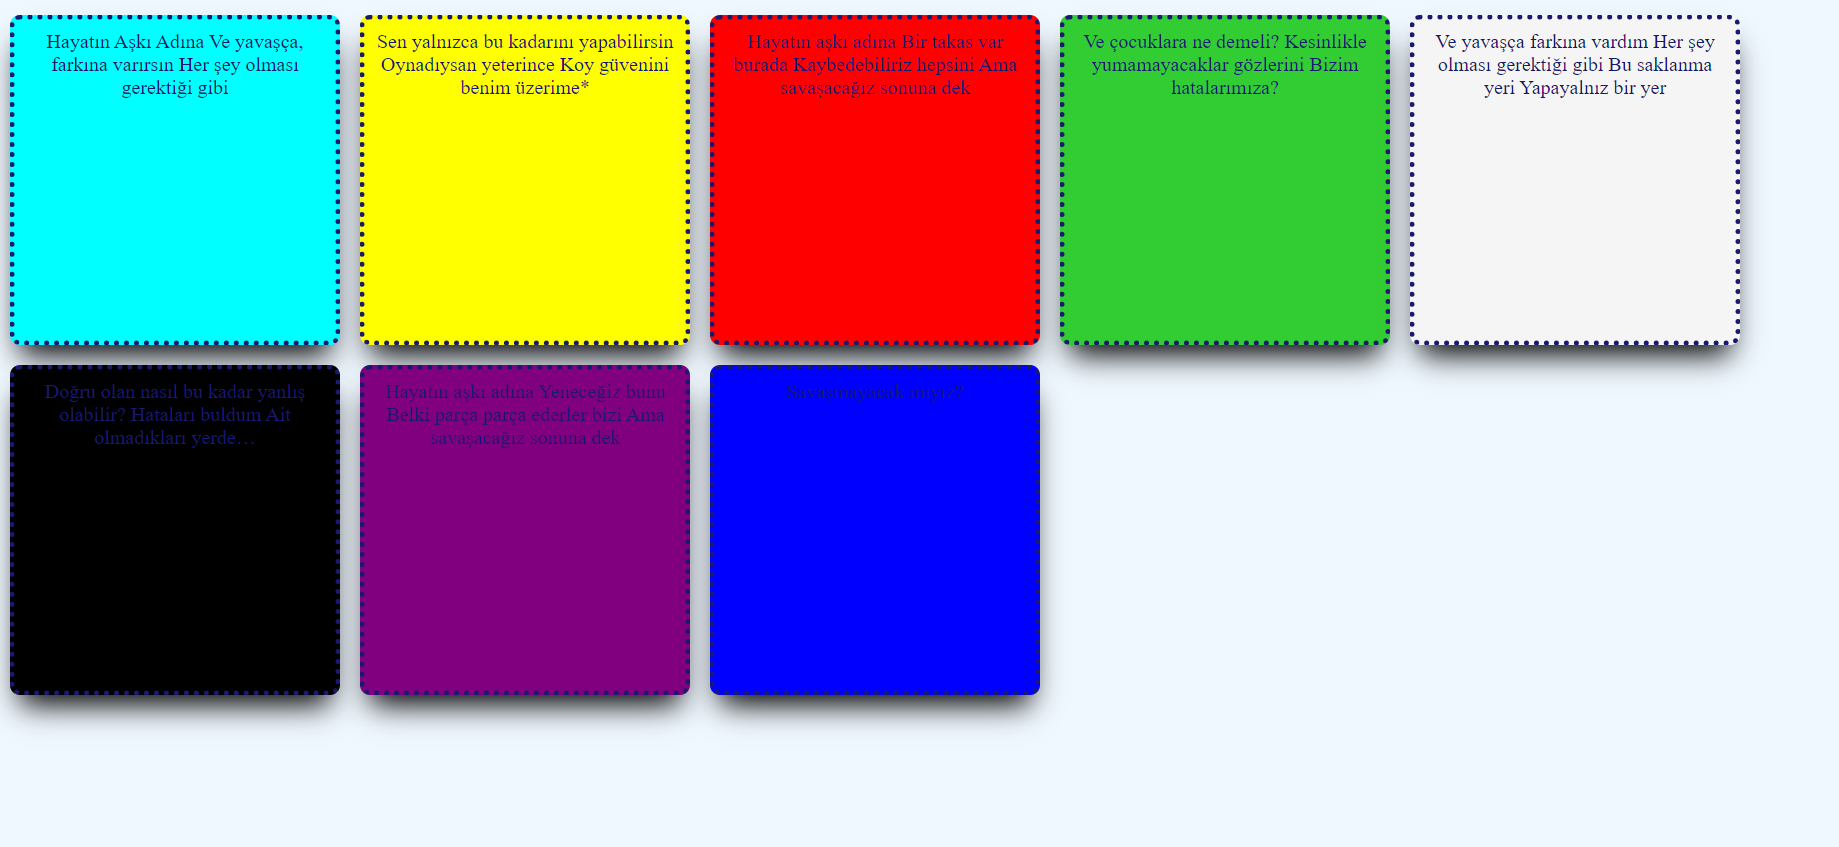 Hayatın Aşkı Adına Ve yavaşça,
farkına varırsın Her şey olması
gerektiği gibi
Sen yalnızca bu kadarını yapabilirsin
Oynadıysan yeterince Koy güvenini
benim üzerime*
Hayatın aşkı adına Bir takas var
burada Kaybedebiliriz hepsini Ama
savaşacağız sonuna dek
Ve çocuklara ne demeli? Kesinlikle
yumamayacaklar gözlerini Bizim
hatalarımıza?
Ve yavaşça farkına vardım Her şey
olması gerektiği gibi Bu saklanma
yeri Yapayalnız bir yer
Doğru olan nasıl bu kadar yanlış
olabilir? Hataları buldum Ait
olmadıkları yerde…
Hayatın aşkı adına Yeneceğiz bunu
Belki parça parça ederler bizi Ama
savaşacağız sonuna dek
Savaşmayacak mıyız?